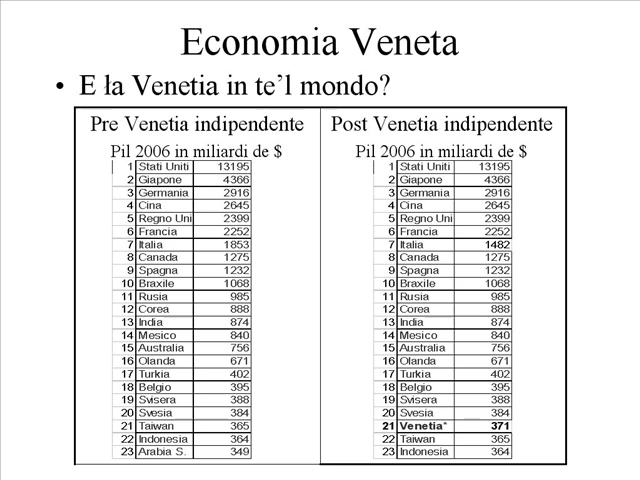 Economia Veneta
• E ła Venetia in te'l mondo?
Pre Venetia indipendente
Pil 2006 in miliardi de $
1 Stati Uniti 13195
2 Giapone 4366
3 Germania 2916
4 Cina 2645
5 Regno Uni 2399
6 Francia 2252
7 Italia 1853
8 Canada 1275
9 Spagna 1232
10 Braxile 1068
11 Rusia 985
12 Corea 888
13 India 874
14 Mesico 840
15 Australia 756
16 Olanda 671
17 Turkia 402
18 Belgio 395
19 Svisera 388
20 Svesia 384
21 Taiwan 365
22 Indonesia 364
23 Arabia S. 349
Post Venetia indipendente
Pil 2006 in miliardi de $
1 Stati Uniti 13195
2 Giapone 4366
3 Germania 2916
4 Cina 2645
5 Regno Uni 2399
6 Francia 2252
7 Italia 1482
8 Canada 1275
9 Spagna 1232
10 Braxile 1068
11 Rusia 985
12 Corea 888
13 India 874
14 Mesico 840
15 Australia 756
16 Olanda 671
17 Turkia 402
18 Belgio 395
19 Svisera 388
20 Svesia 384
21 Venetia* 371
22 Taiwan 365
23 Indonesia 364